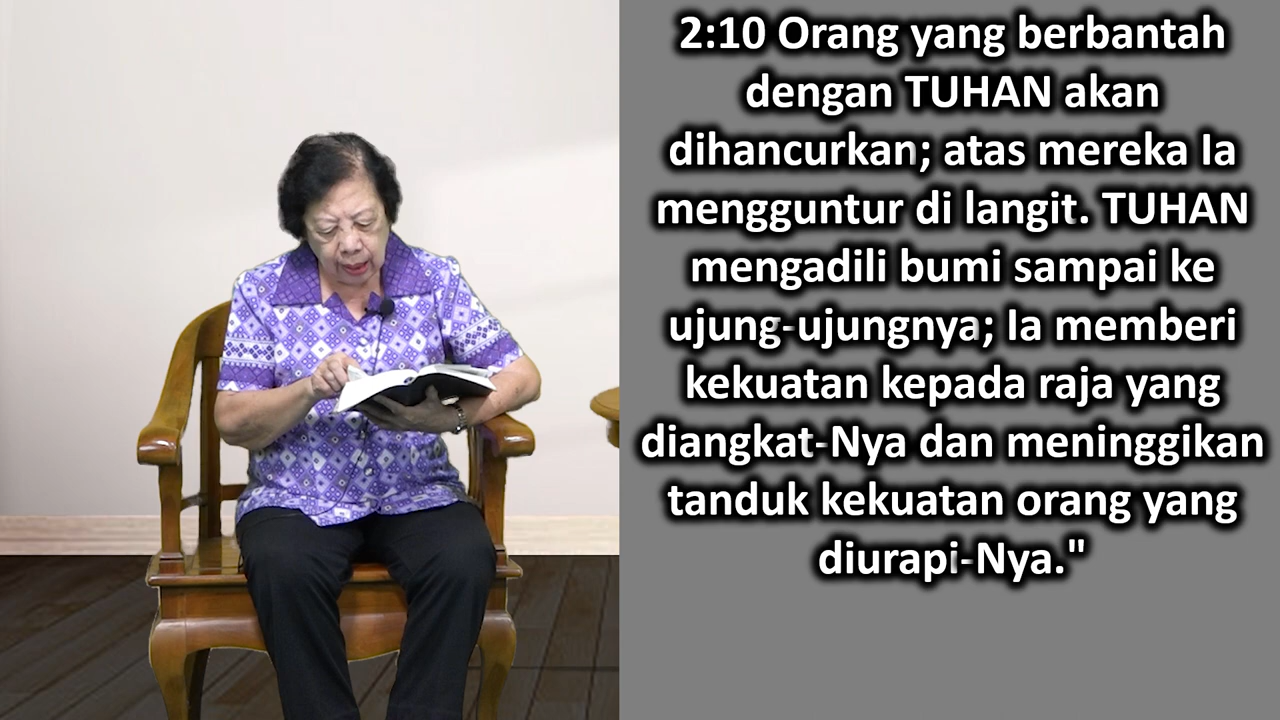 2:10 Orang yang berbantah
dengan TUHAN akan
dihancurkan; atas mereka Ia
mengguntur di langit. TUHAN
mengadili bumi sampai ke
ujung-ujungnya; Ia memberi
kekuatan kepada raja yang
diangkat-Nya dan meninggikan
tanduk kekuatan orang yang
diurapi-Nya."